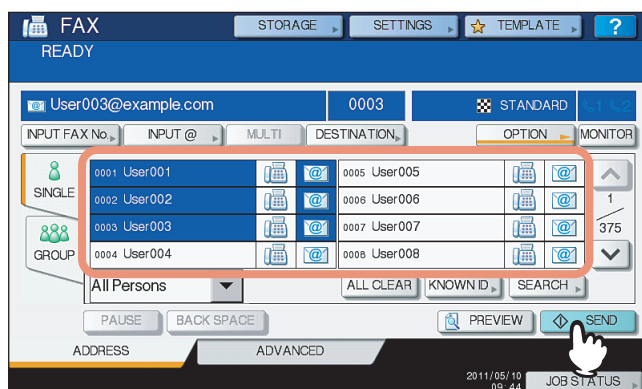 FAX STORAGE SETTINGS TEMPLATE ?
READY
User003@example.com 0003 STANDARD 1 2
INPUT FAX No. INPUT @ MULTI DESTINATION OPTION MONITOR
SINGLE
0001 User001 0005 User005
0002 User002 0006 User006
0003 User003 0007 User007
0004 User004 0008 User008
1
375
GROUP
All Persons ALL CLEAR KNOWN ID SEARCH
PAUSE BACK SPACE PREVIEW SEND
ADDRESS ADVANCED
2011/05/10
09:44
JOB STATUS